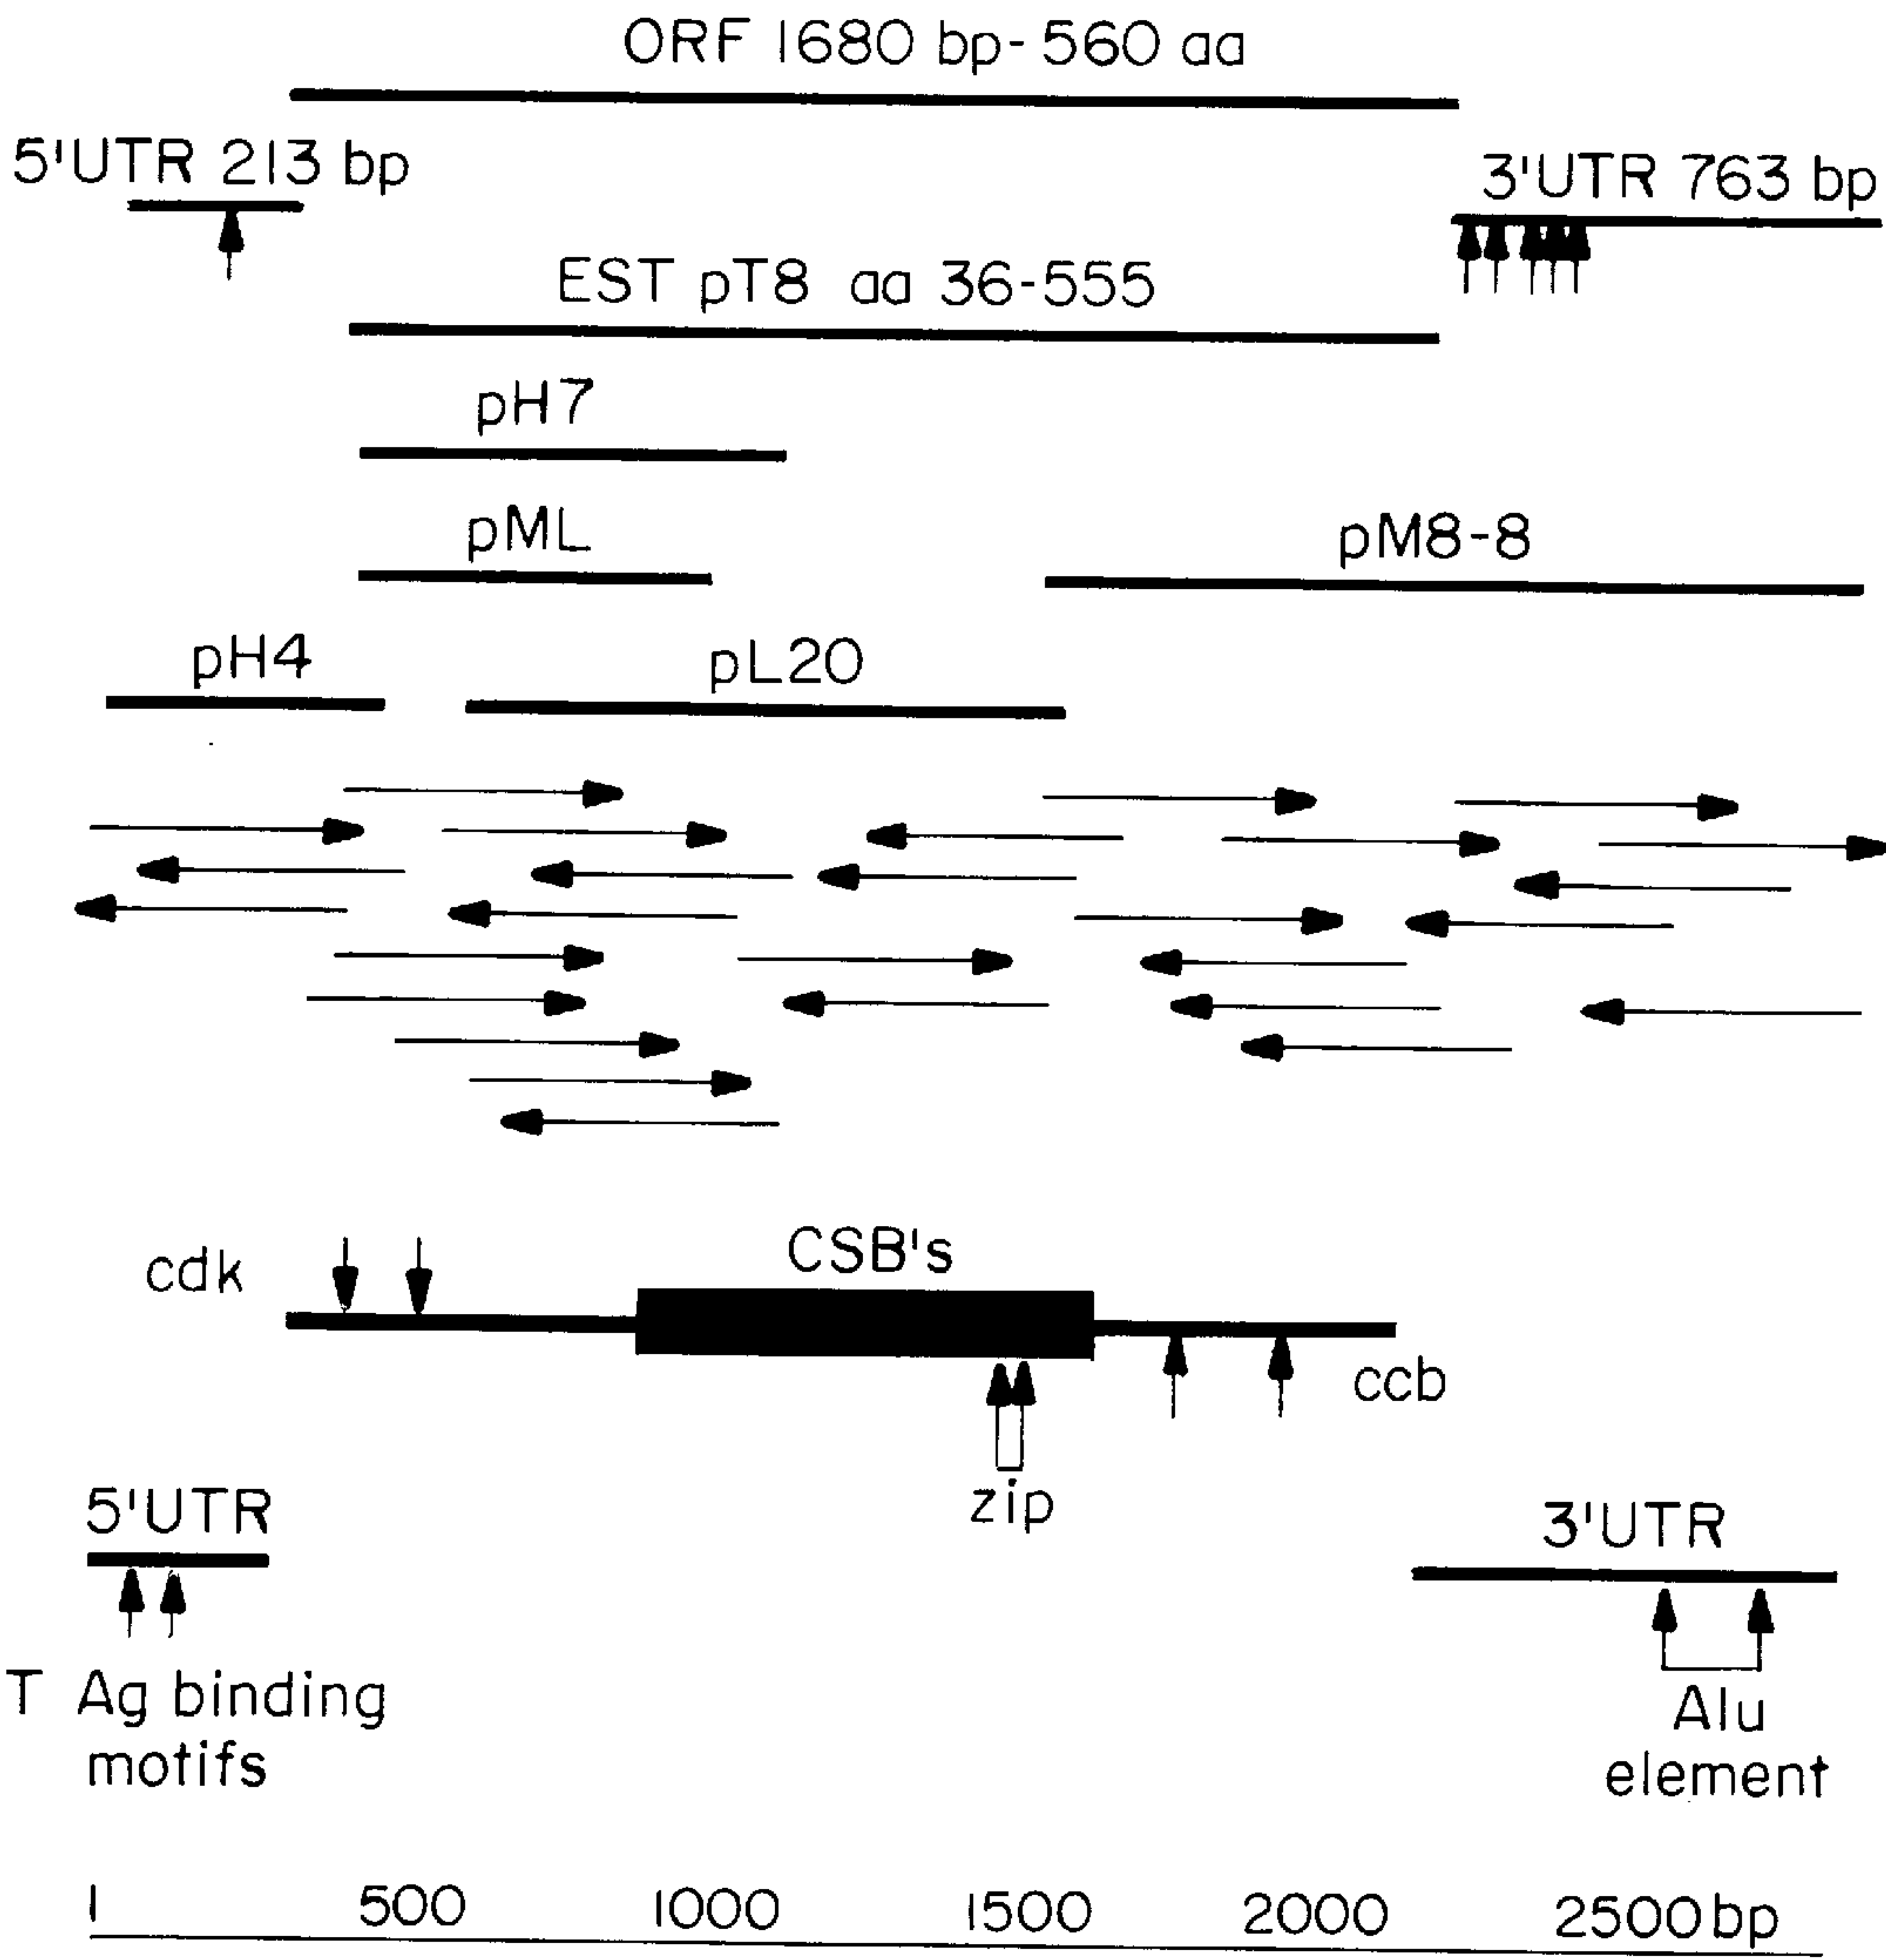 ORF 1680 bp-560 aa
5'UTR 213 bp
3'UTR 763 bp
EST pT8 aa 36-555
pH7
pML
pM8-8
pH4
pL20
cdk
CSB's
ccb
zip
5'UTR
3'UTR
T Ag binding
motifs
Alu
element
1 500 1000 1500 2000 2500 bp